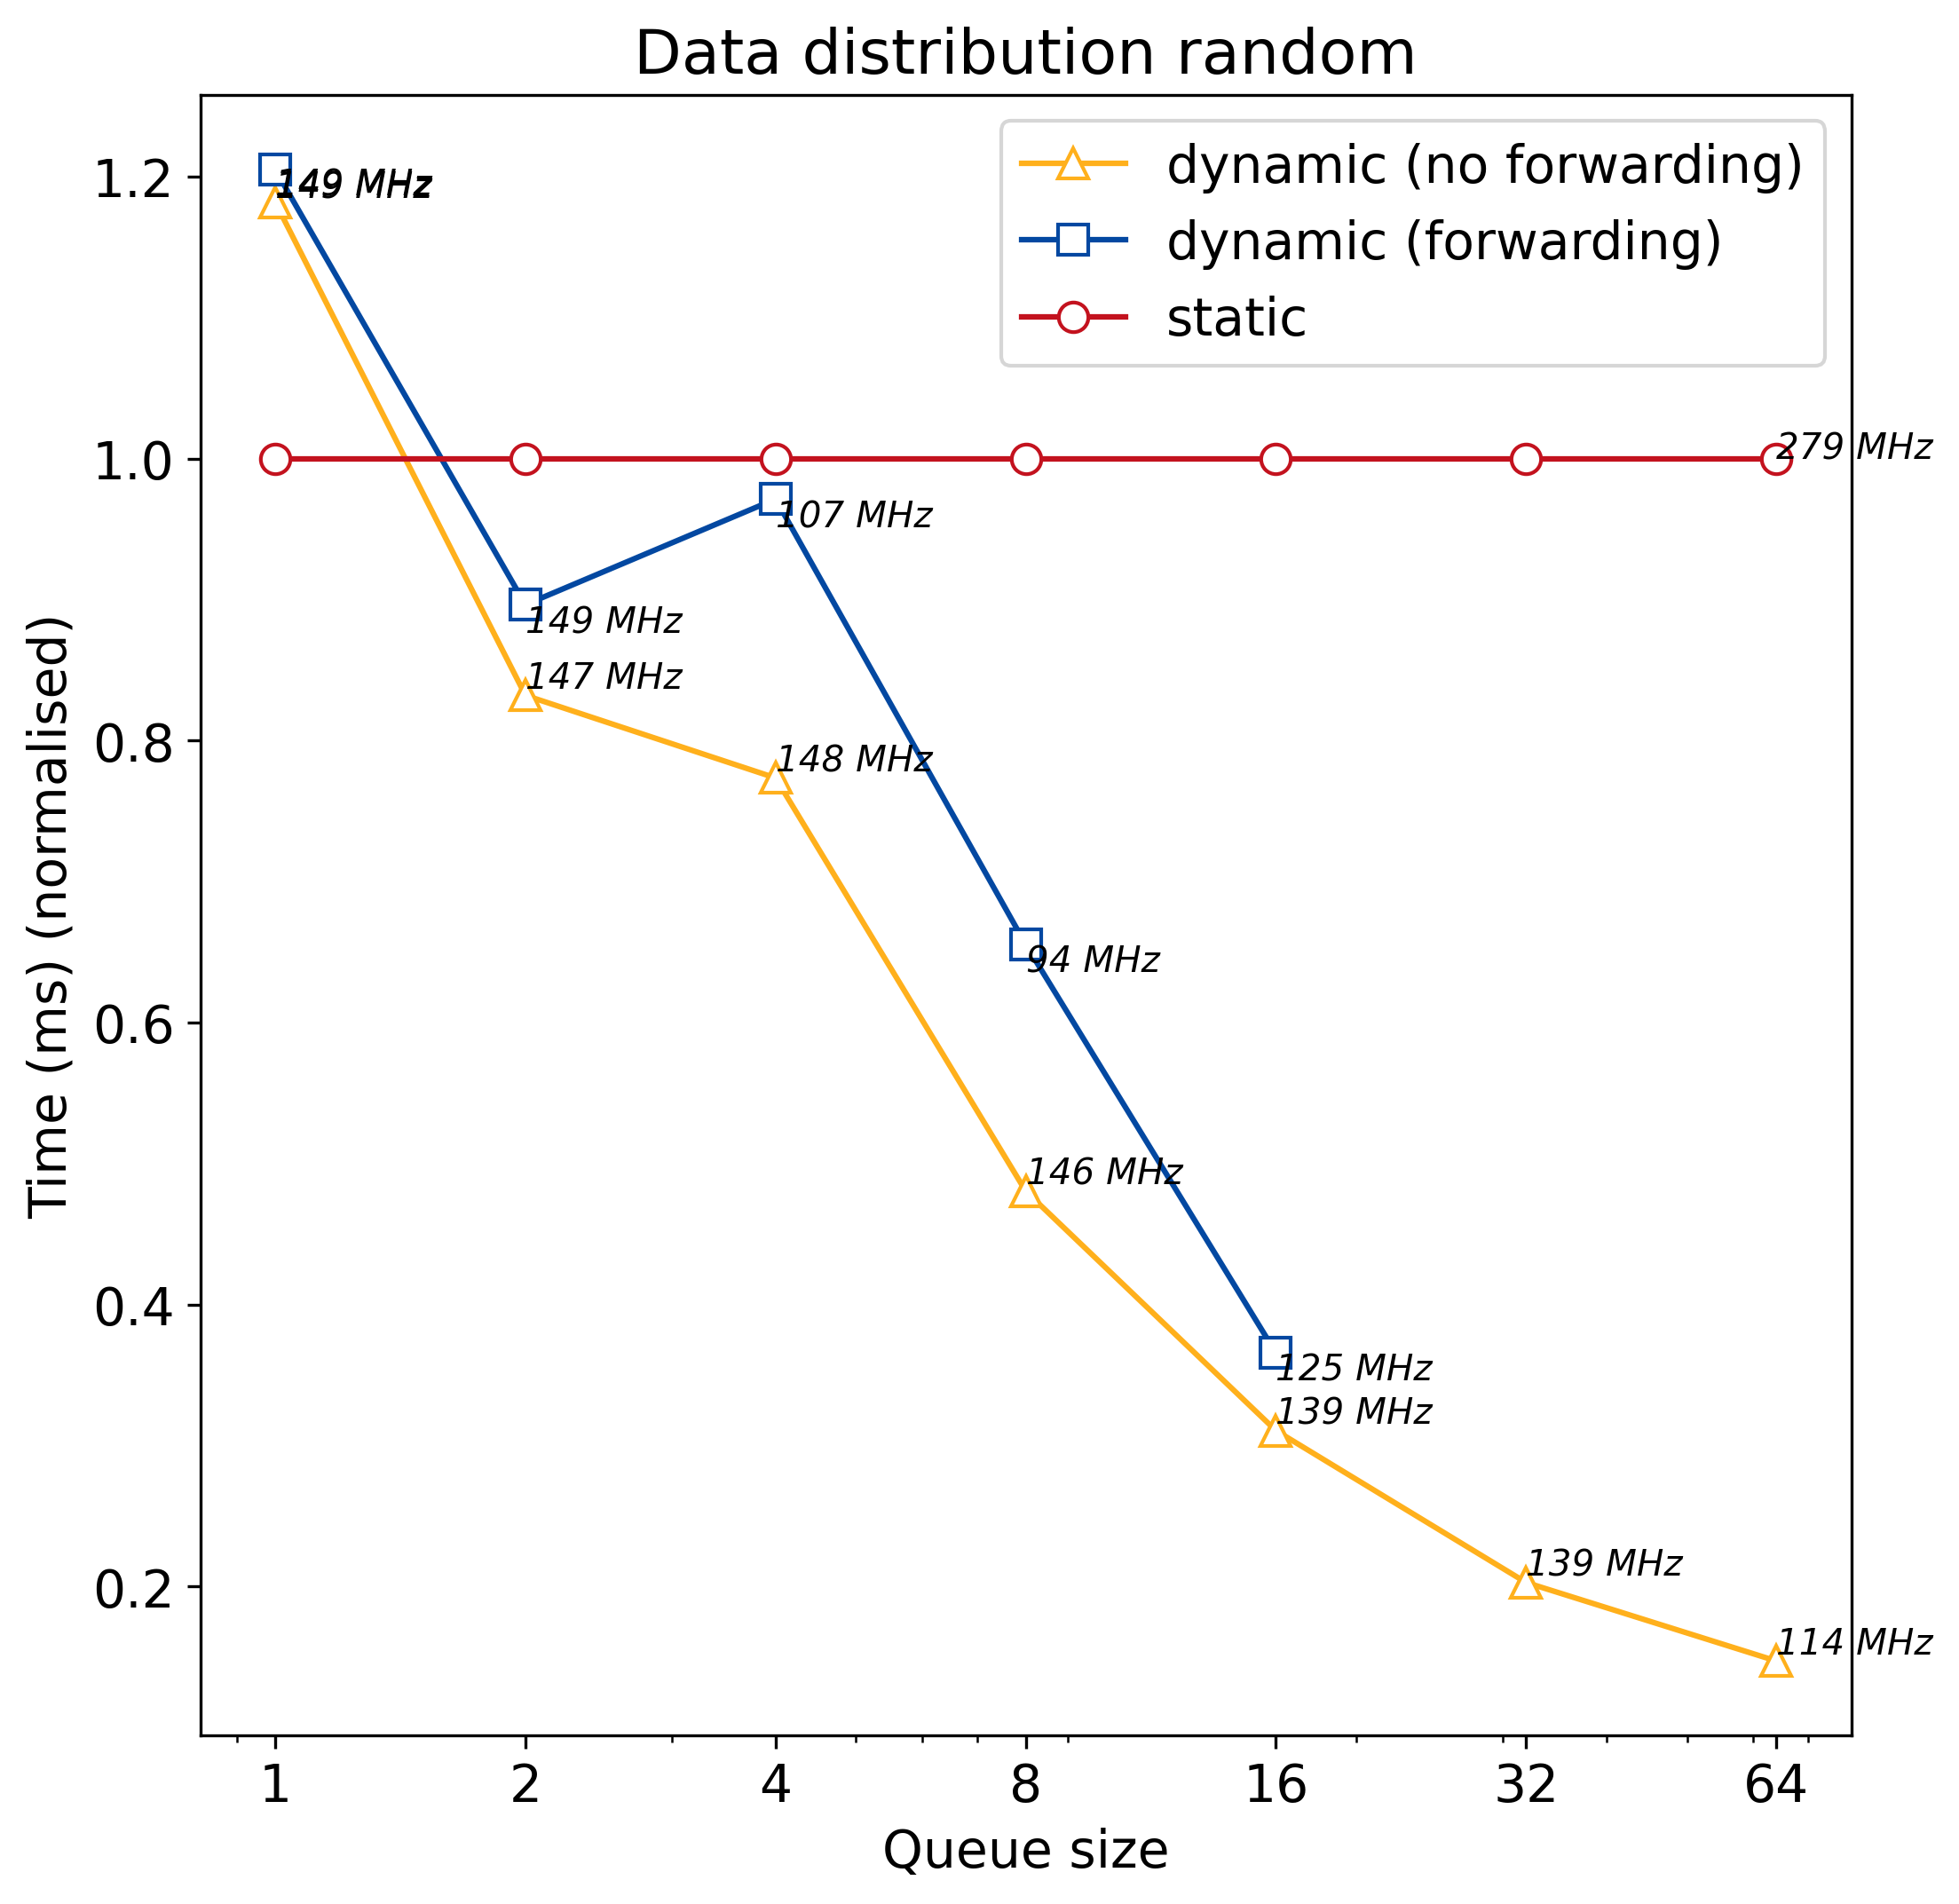 Data distribution random
dynamic (no forwarding)
dynamic (forwarding)
static
Time (ms) (normalised)
1.2
1.0
0.8
0.6
0.4
0.2
149 MHz
279 MHz
107 MHz
149 MHz
147 MHz
148 MHz
94 MHz
146 MHz
125 MHz
139 MHz
139 MHz
114 MHz
1 2 4 8 16 32 64
Queue size